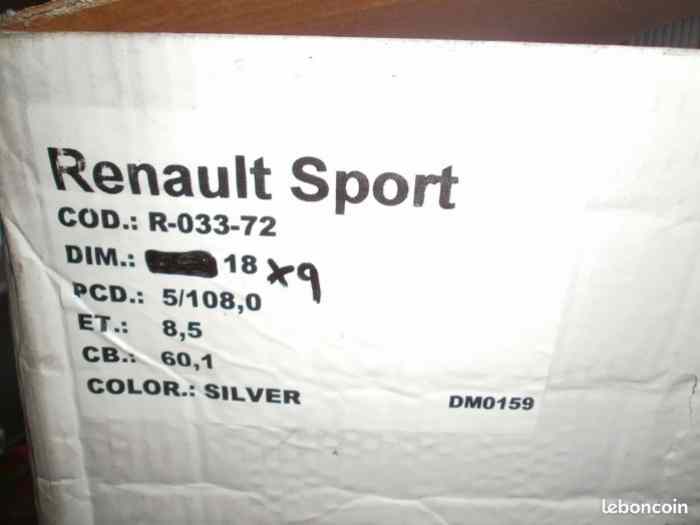 Renault Sport
COD.: R-033-72
DIM.: 18 x9
PCD.: 5/108,0
ET.: 8,5
CB.: 60,1
COLOR.: SILVER DM0159
leboncoin